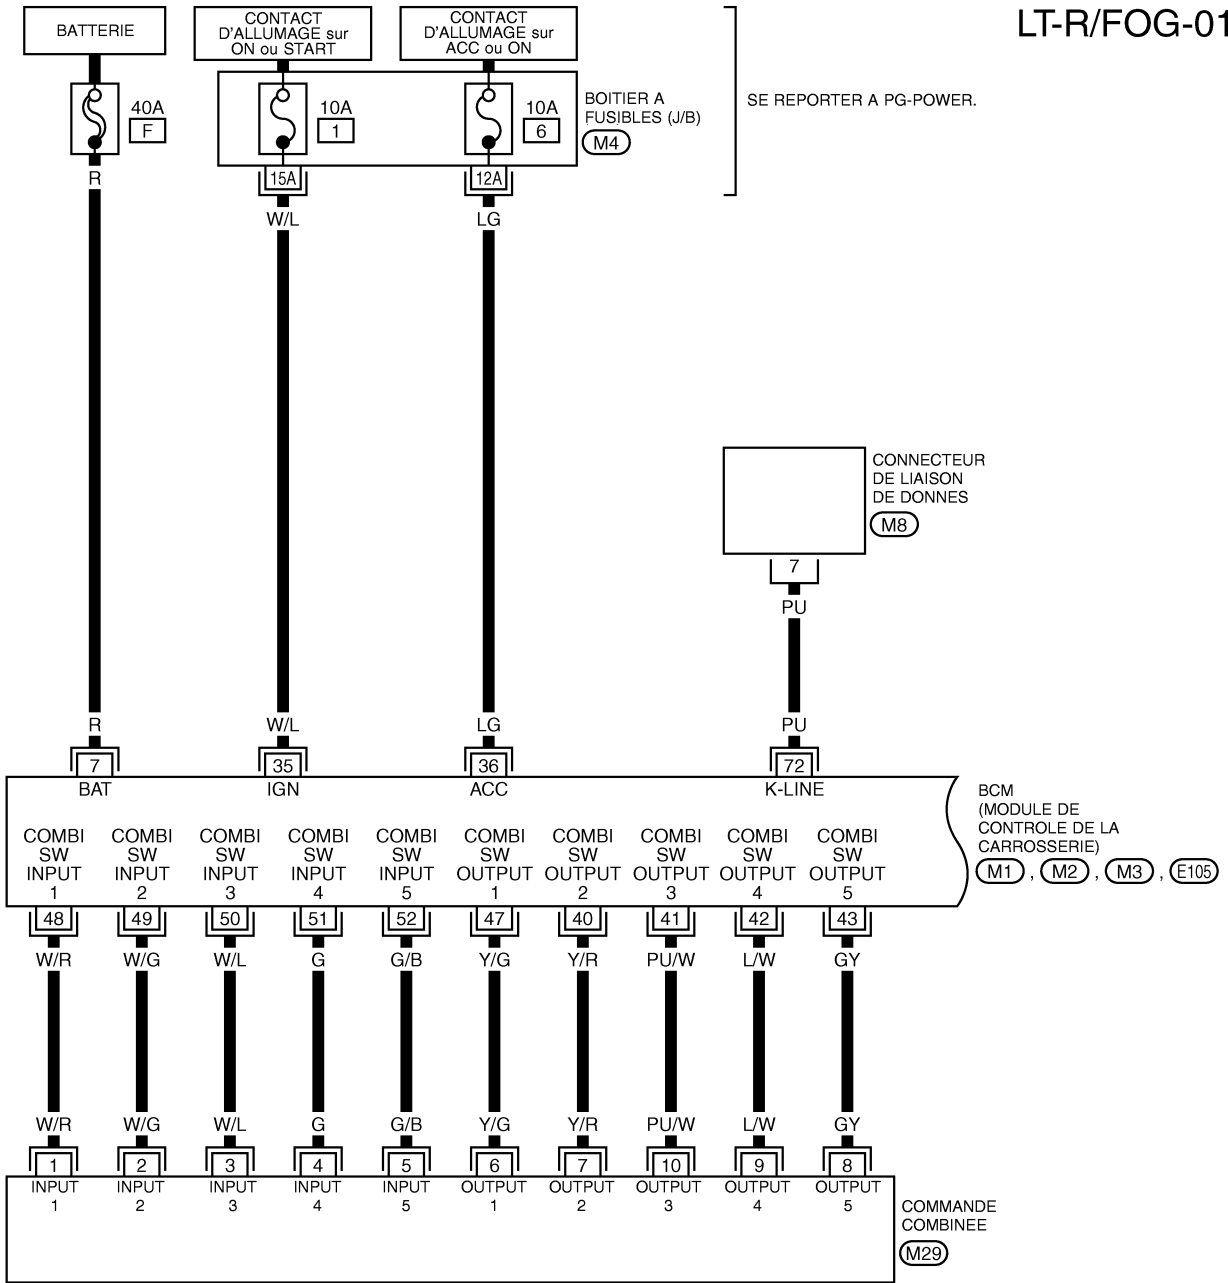 LT-R/FOG-01
BATTERIE
CONTACT
D'ALLUMAGE sur
ON ou START
CONTACT
D'ALLUMAGE sur
ACC ou ON
40A
F
10A
1
10A
6
BOITIER A
FUSIBLES (J/B)
M4
SE REPORTER A PG-POWER.
R
15A
12A
W/L
LG
CONNECTEUR
DE LIAISON
DE DONNES
M8
7
PU
R
W/L
LG
PU
7
35
36
72
BAT
IGN
ACC
K-LINE
BCM
(MODULE DE
CONTROLE DE LA
CARROSSERIE)
M1 , M2 , M3 , E105
COMBI
SW
INPUT
1
COMBI
SW
INPUT
2
COMBI
SW
INPUT
3
COMBI
SW
INPUT
4
COMBI
SW
INPUT
5
COMBI
SW
OUTPUT
1
COMBI
SW
OUTPUT
2
COMBI
SW
OUTPUT
3
COMBI
SW
OUTPUT
4
COMBI
SW
OUTPUT
5
48
49
50
51
52
47
40
41
42
43
W/R
W/G
W/L
G
G/B
Y/G
Y/R
PU/W
L/W
GY
W/R
W/G
W/L
G
G/B
Y/G
Y/R
PU/W
L/W
GY
1
2
3
4
5
6
7
10
9
8
INPUT
1
INPUT
2
INPUT
3
INPUT
4
INPUT
5
OUTPUT
1
OUTPUT
2
OUTPUT
3
OUTPUT
4
OUTPUT
5
COMMANDE
COMBINEE
M29